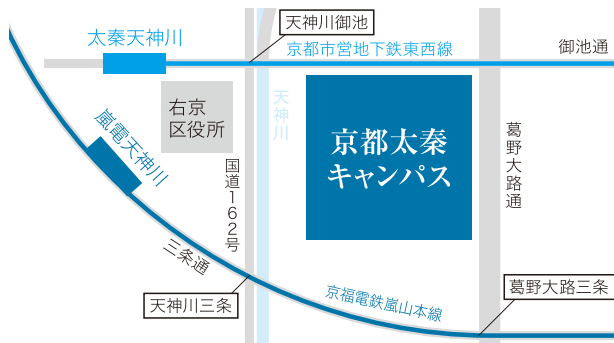 天神川御池
太秦天神川
京都市営地下鉄東西線
御池通
右京
区役所
天神川
嵐電天神川
京都太秦
キャンパス
葛野大路通
国道162号
三条通
天神川三条
京福電鉄嵐山本線
葛野大路三条